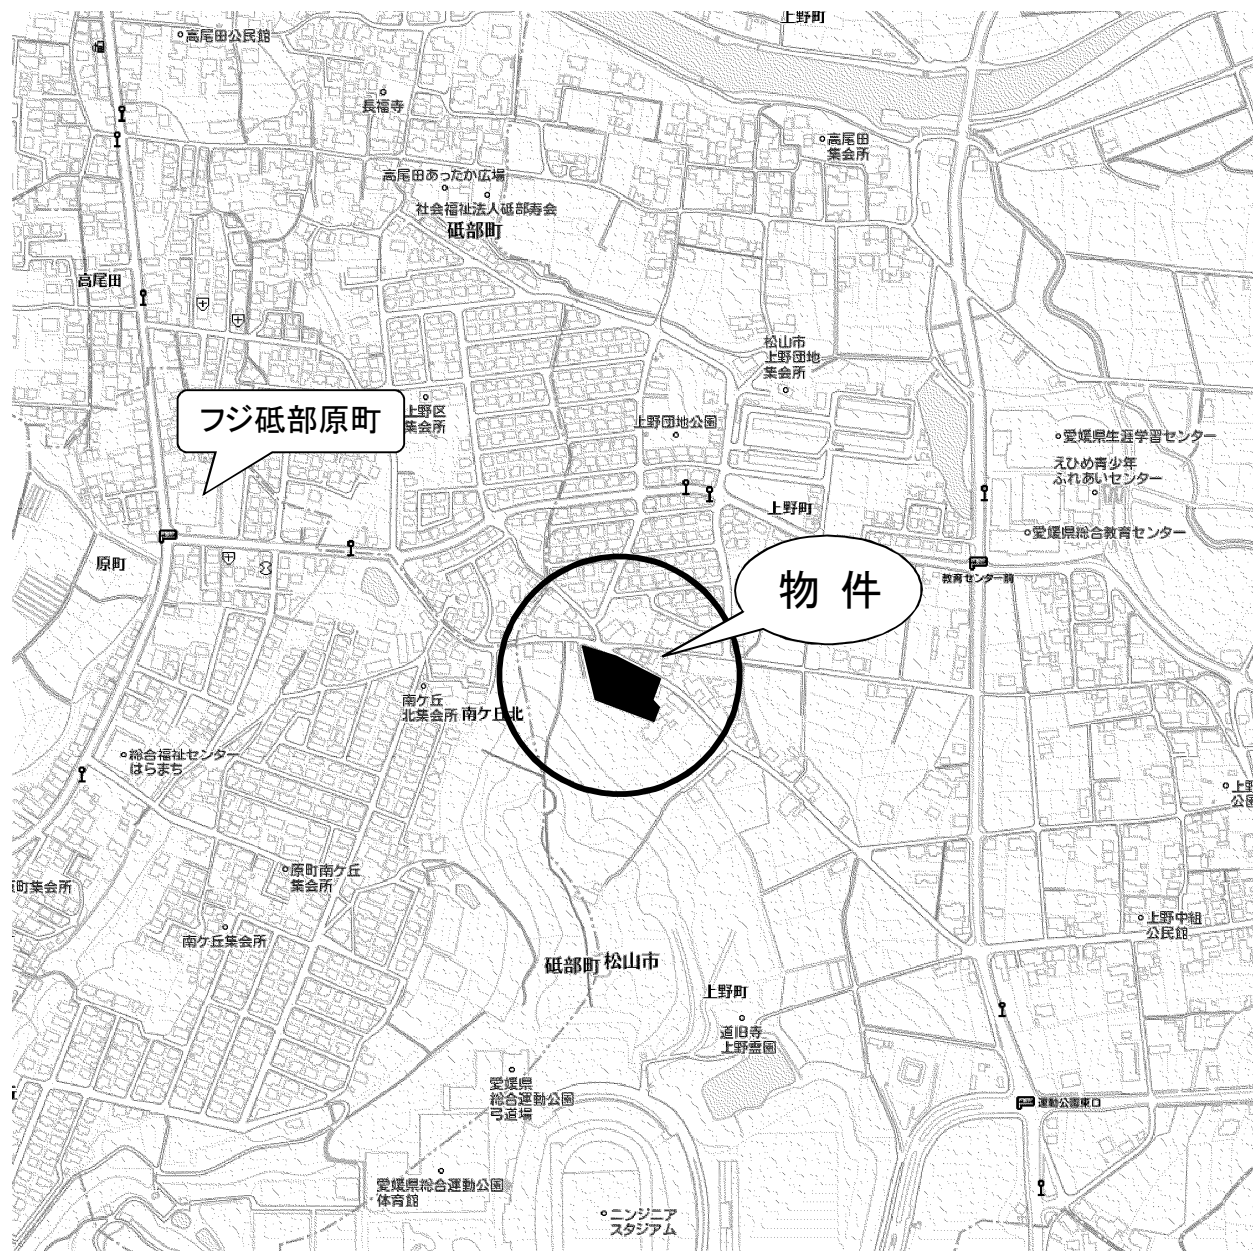 上野町
高尾田公民館
長福寺
高尾田
集会所
高尾田あったか広場
社会福祉法人砥部寿会
砥部町
高尾田
松山市
上野団地
集会所
フジ砥部原町
上野区
集会所
上野団地公園
愛媛県生涯学習センター
えひめ青少年
ふれあいセンター
上野町
愛媛県総合教育センター
原町
教育センター前
物 件
南ケ丘
北集会所
南ケ丘北
総合福祉センター
はらまち
上野
公園
原町南ケ丘
集会所
町集会所
上野中組
公民館
南ケ丘集会所
砥部町
松山市
上野町
道旧寺
上野霊園
愛媛県
総合運動公園
弓道場
運動公園東口
愛媛県総合運動公園
体育館
ニンジニア
スタジアム